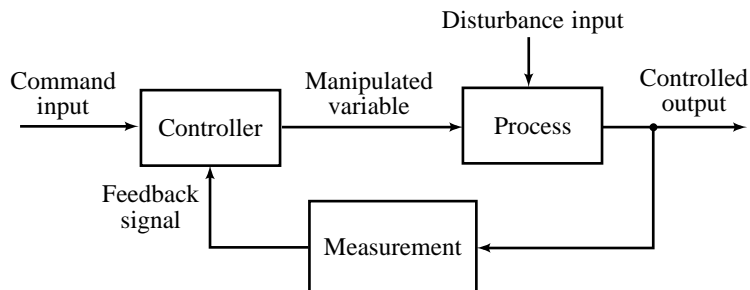 Disturbance input
Command
input
Manipulated
variable
Controlled
output
Controller
Process
Feedback
signal
Measurement